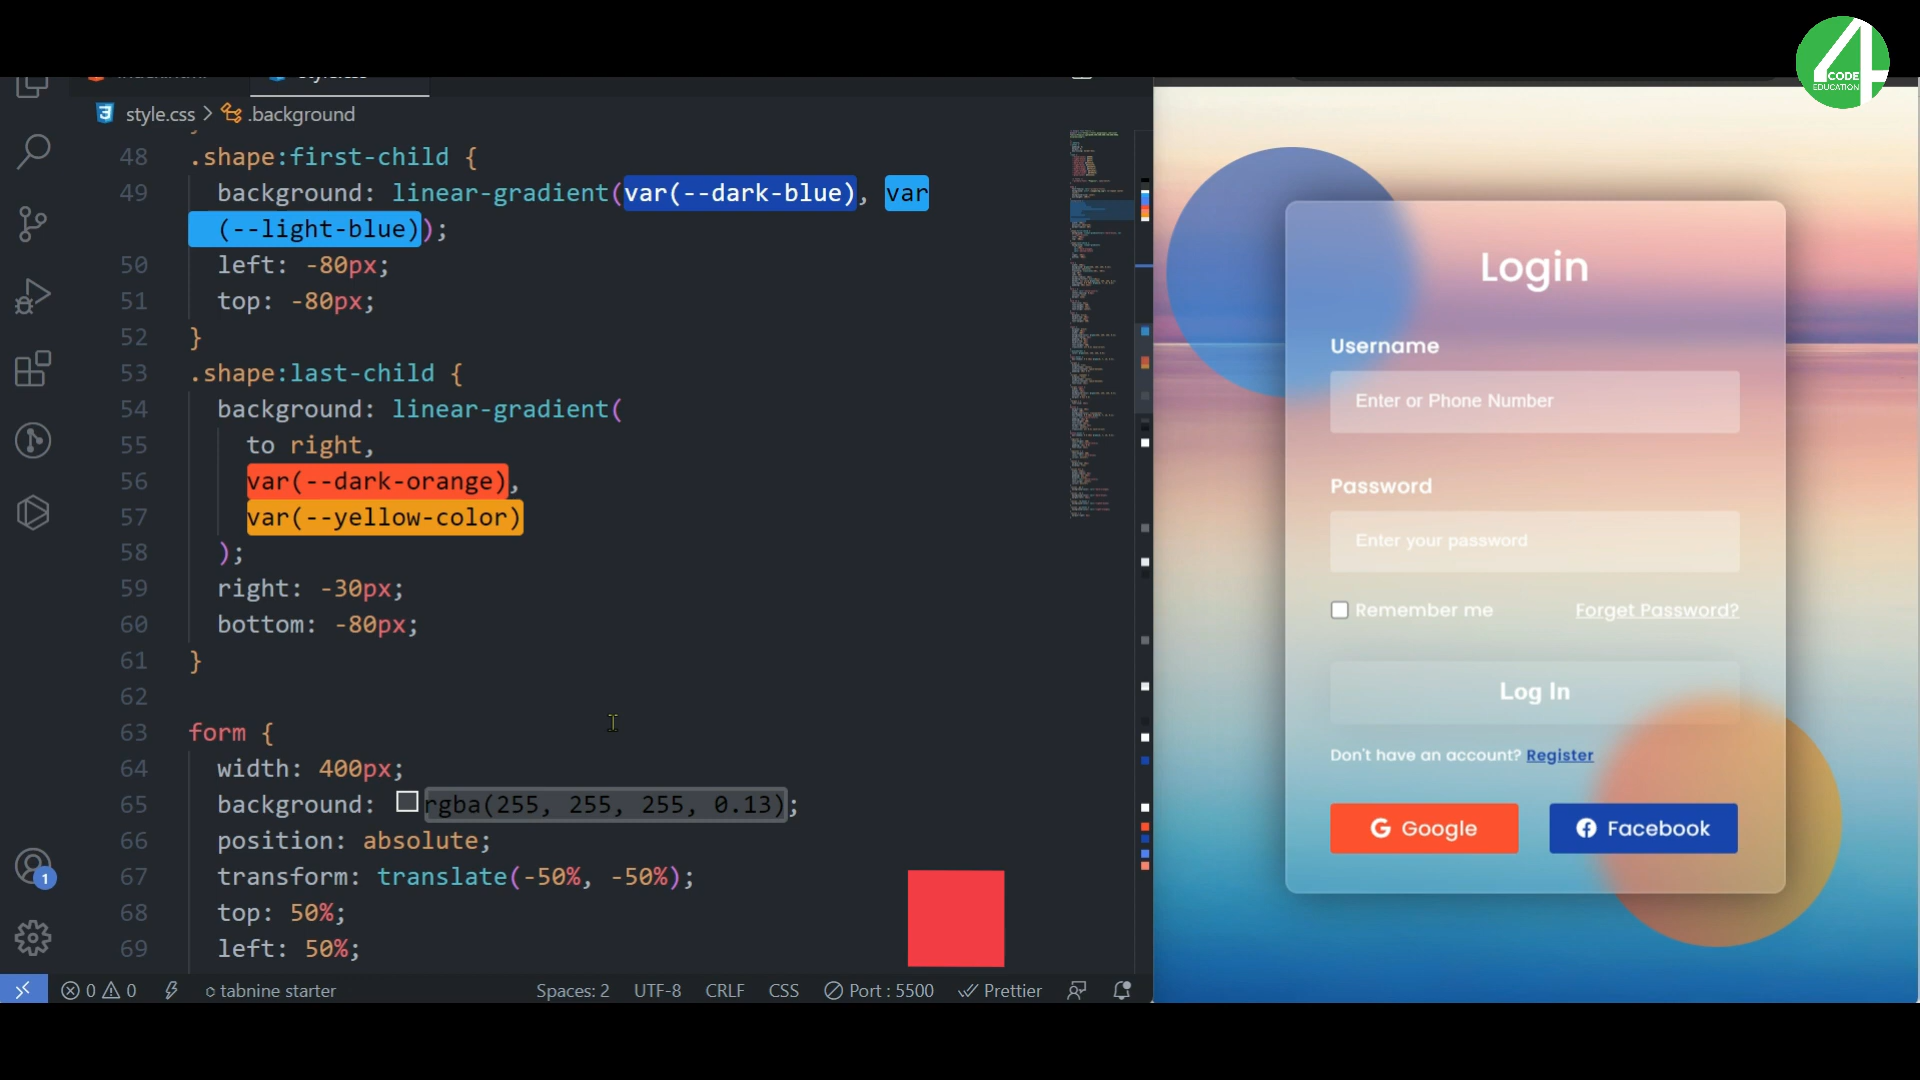 CODE
EDUCATION
style.css
style.css > .background
48 .shape:first-child {
49 background: linear-gradient(var(--dark-blue), var
(--light-blue));
50 left: -80px;
51 top: -80px;
52 }
53 .shape:last-child {
54 background: linear-gradient(
55 to right,
56 var(--dark-orange),
57 var(--yellow-color)
58 );
59 right: -30px;
60 bottom: -80px;
61 }
62
63 form {
64 width: 400px;
65 background: rgba(255, 255, 255, 0.13);
66 position: absolute;
67 transform: translate(-50%, -50%);
68 top: 50%;
69 left: 50%;
1
0 0 tabnine starter Spaces: 2 UTF-8 CRLF CSS Port : 5500 Prettier
Login
Username
Enter or Phone Number
Password
Enter your password
Remember me Forget Password?
Log In
Don't have an account? Register
Google Facebook